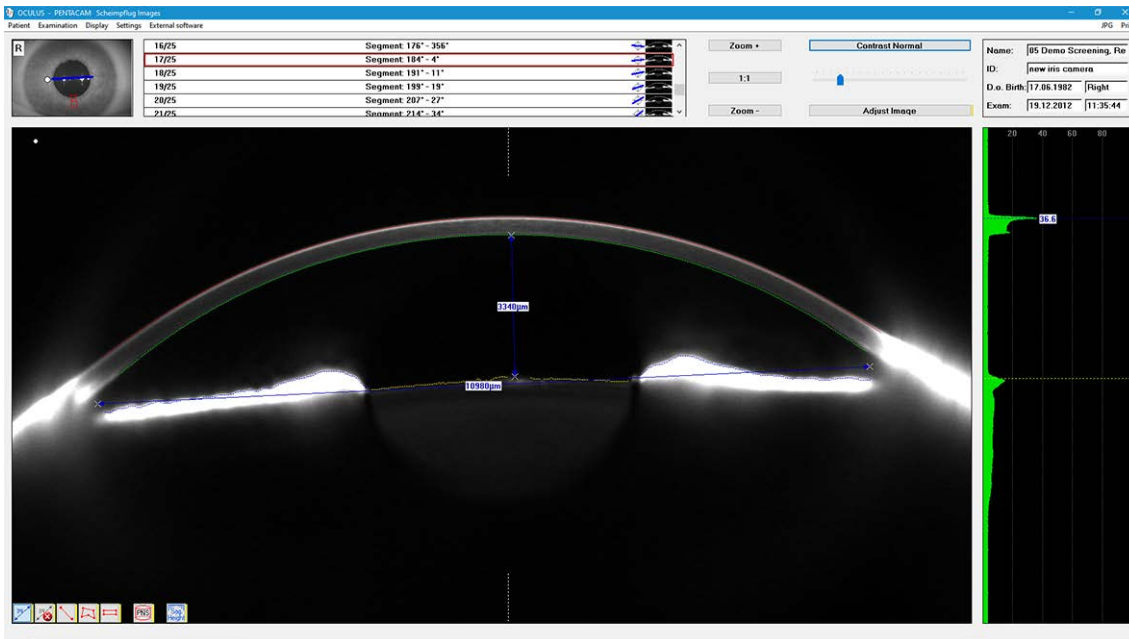 OCULUS - PENTACAM Scheimpflug Images
Patient Examination Display Settings External software JPG Pri
R
16/25 Segment: 176° - 356°
17/25 Segment: 184° - 4°
18/25 Segment: 191° - 11°
19/25 Segment: 199° - 19°
20/25 Segment: 207° - 27°
21/25 Segment: 214° - 34°
Zoom +
1:1
Zoom -
Contrast Normal
Adjust Image
Name: 05 Demo Screening, Re
ID: new iris camera
D.o. Birth: 17.06.1982 Right
Exam: 19.12.2012 11:35:44
20 40 60 80
36.6
3340µm
10980µm
PNS
Sag. Height